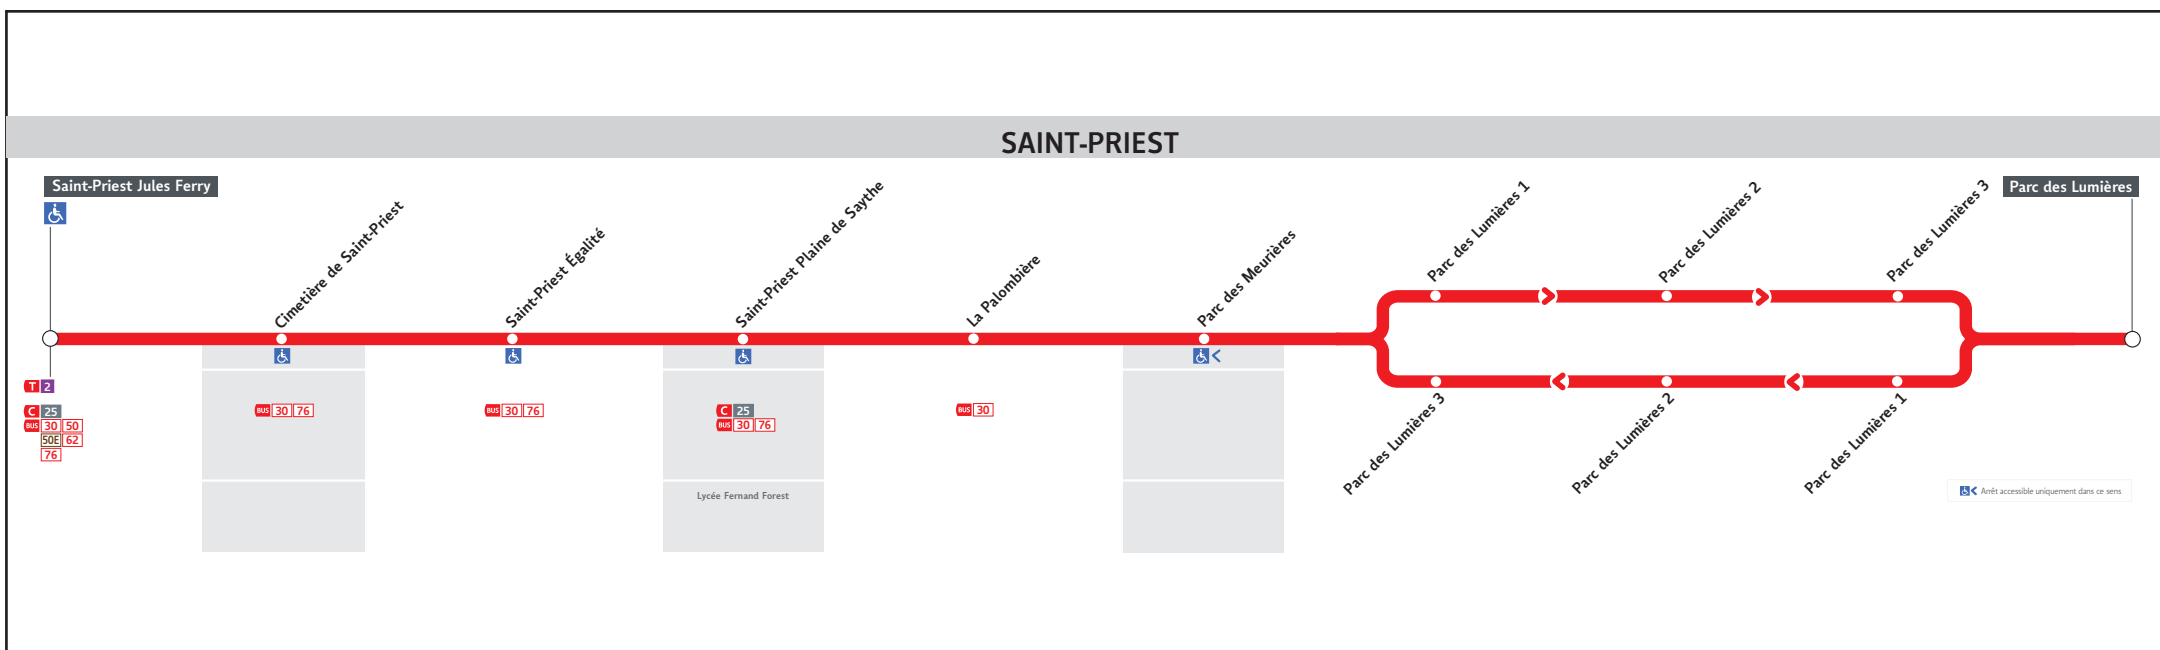 SAINT-PRIEST
Saint-Priest Jules Ferry
Cimetière de Saint-Priest
Saint-Priest Égalité
Saint-Priest Plaine de Saythe
La Palombière
Parc des Meurières
Parc des Lumières 1
Parc des Lumières 2
Parc des Lumières 3
Parc des Lumières
T 2
C 25
BUS 30 50
50E 62
76
BUS 30 76
BUS 30 76
C 25
BUS 30 76
BUS 30
Parc des Lumières 3
Parc des Lumières 2
Parc des Lumières 1
Lycée Fernand Forest
Arrêt accessible uniquement dans ce sens